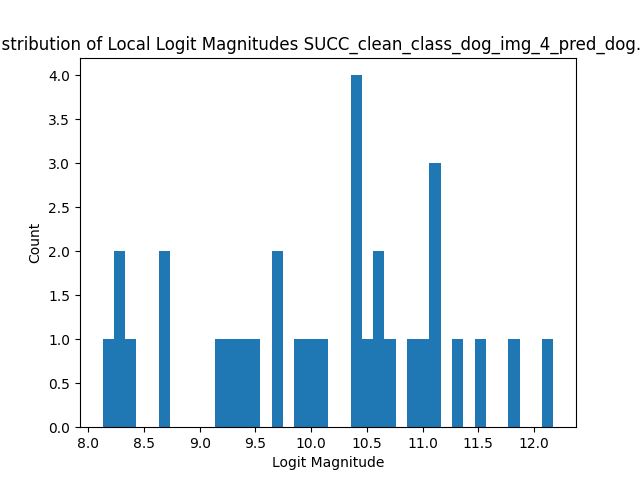 stribution of Local Logit Magnitudes SUCC_clean_class_dog_img_4_pred_dog.
4.0
3.5
3.0
2.5
2.0
1.5
1.0
0.5
0.0
Count
8.0 8.5 9.0 9.5 10.0 10.5 11.0 11.5 12.0
Logit Magnitude